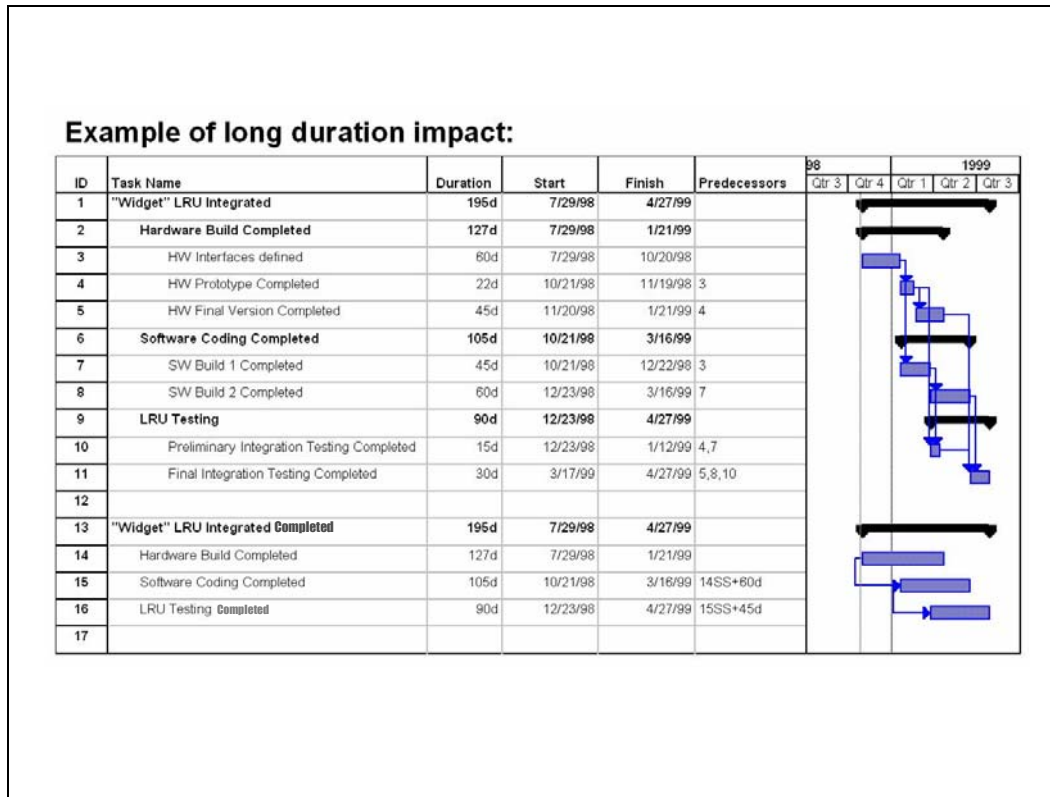 Example of long duration impact:
98 1999
ID Task Name Duration Start Finish Predecessors Qtr 3 Qtr 4 Qtr 1 Qtr 2 Qtr 3
1 "Widget" LRU Integrated 195d 7/29/98 4/27/99
2 Hardware Build Completed 127d 7/29/98 1/21/99
3 HW Interfaces defined 60d 7/29/98 10/20/98
4 HW Prototype Completed 22d 10/21/98 11/19/98 3
5 HW Final Version Completed 45d 11/20/98 1/21/99 4
6 Software Coding Completed 105d 10/21/98 3/16/99
7 SW Build 1 Completed 45d 10/21/98 12/22/98 3
8 SW Build 2 Completed 60d 12/23/98 3/16/99 7
9 LRU Testing 90d 12/23/98 4/27/99
10 Preliminary Integration Testing Completed 15d 12/23/98 1/12/99 4,7
11 Final Integration Testing Completed 30d 3/17/99 4/27/99 5,8,10
12
13 "Widget" LRU Integrated Completed 195d 7/29/98 4/27/99
14 Hardware Build Completed 127d 7/29/98 1/21/99
15 Software Coding Completed 105d 10/21/98 3/16/99 14SS+60d
16 LRU Testing Completed 90d 12/23/98 4/27/99 15SS+45d
17